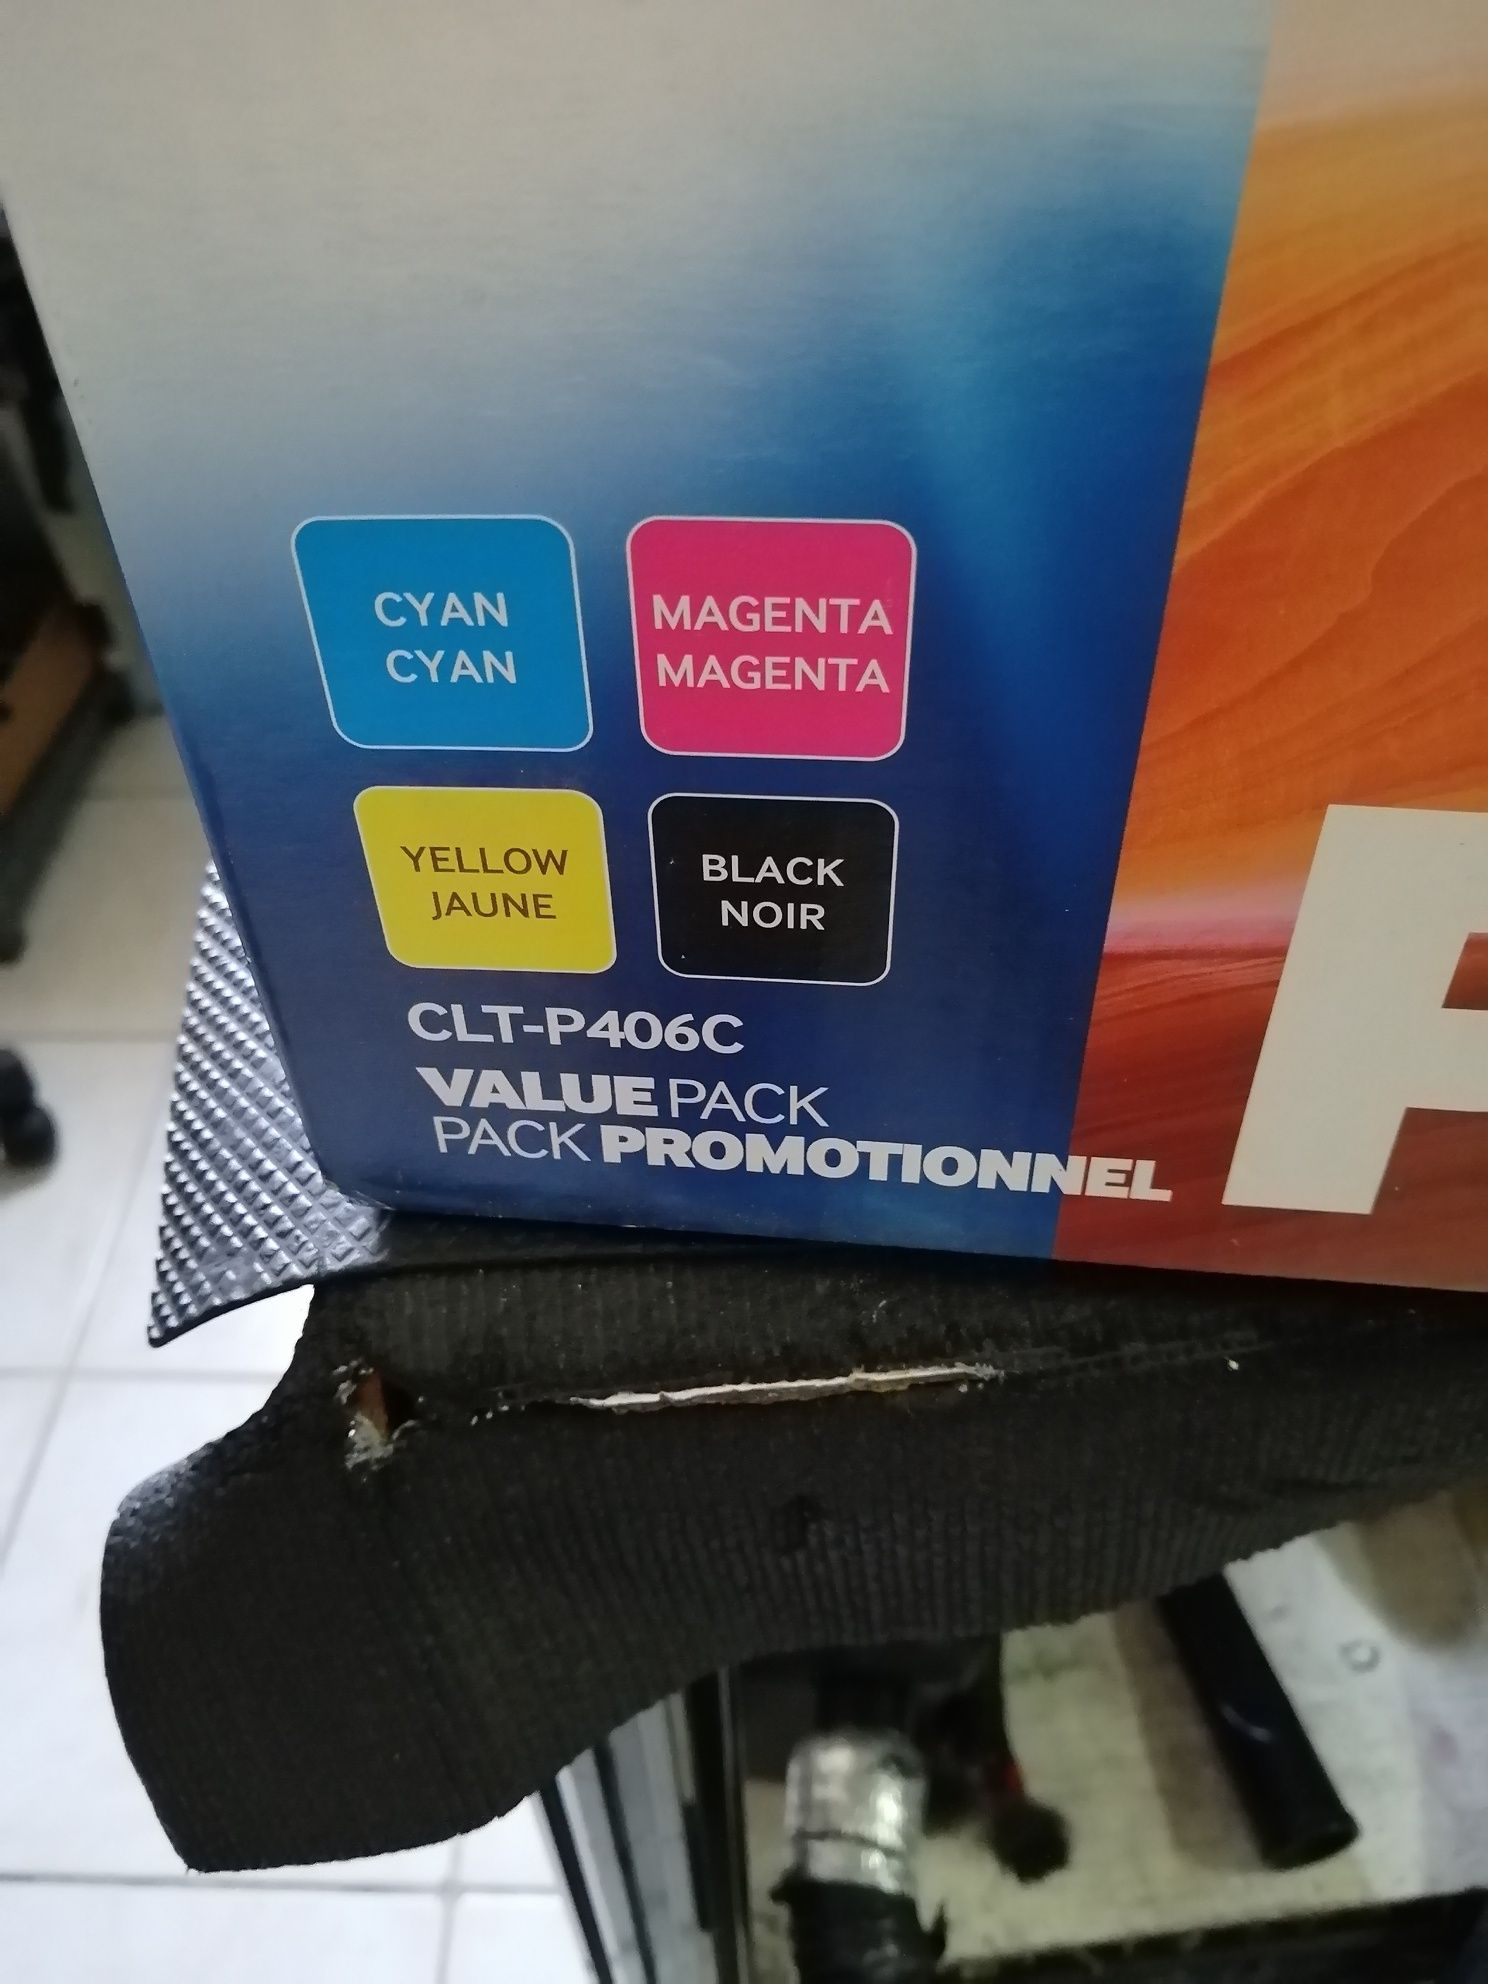 CYAN
CYAN
MAGENTA
MAGENTA
YELLOW
JAUNE
BLACK
NOIR
CLT-P406C
VALUE PACK
PACK PROMOTIONNEL